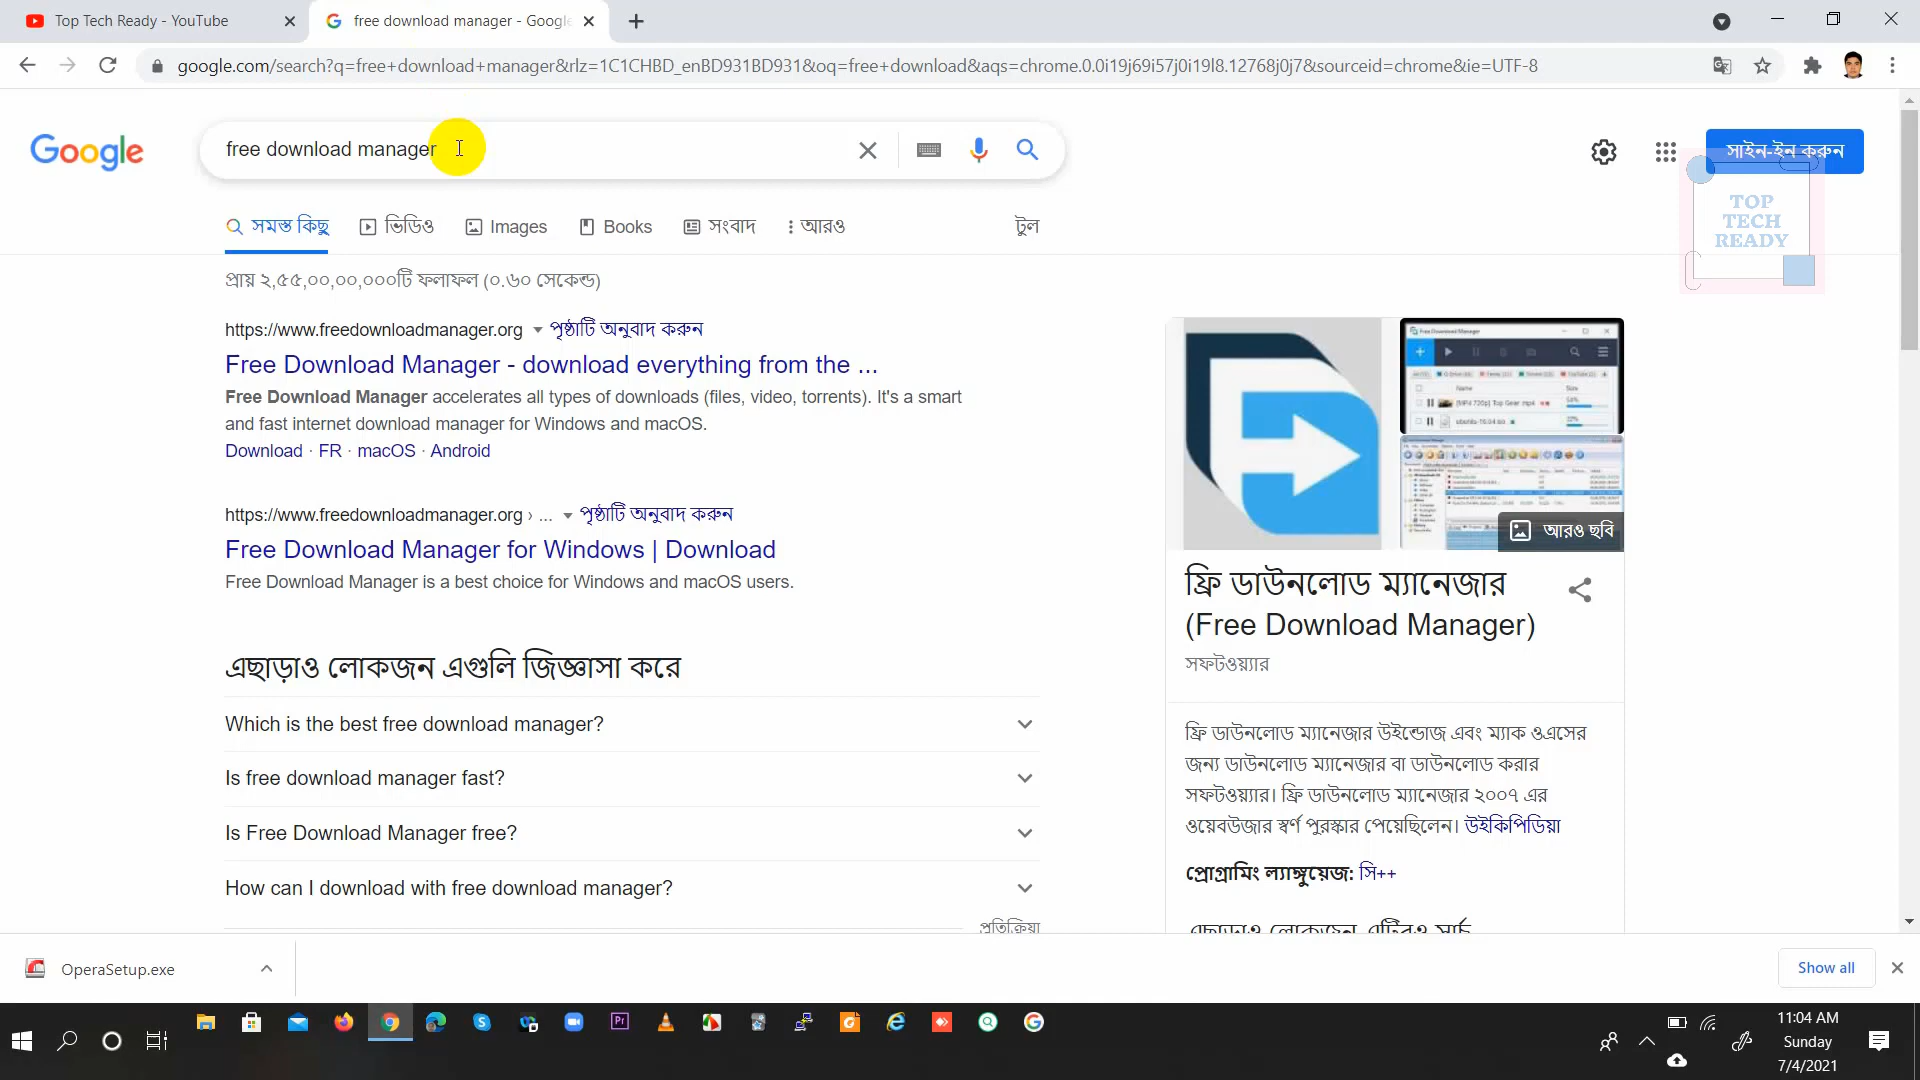 Top Tech Ready - YouTube
free download manager - Google
google.com/search?q=free+download+manager&rlz=1C1CHBD_enBD931BD931&oq=free+download&aqs=chrome.0.0i19j69i57j0i19l8.12768j0j7&sourceid=chrome&ie=UTF-8
Google
free download manager
সাইন-ইন করুন
TOP
TECH
READY
সমস্ত কিছু
ভিডিও
Images
Books
সংবাদ
আরও
টুল
প্রায় ২,৫৫,০০,০০,০০০টি ফলাফল (০.৬০ সেকেন্ড)
https://www.freedownloadmanager.org পৃষ্ঠাটি অনুবাদ করুন
Free Download Manager - download everything from the ...
Free Download Manager accelerates all types of downloads (files, video, torrents). It's a smart
and fast internet download manager for Windows and macOS.
Download · FR · macOS · Android
https://www.freedownloadmanager.org › ... পৃষ্ঠাটি অনুবাদ করুন
Free Download Manager for Windows | Download
Free Download Manager is a best choice for Windows and macOS users.
এছাড়াও লোকজন এগুলি জিজ্ঞাসা করে
Which is the best free download manager?
Is free download manager fast?
Is Free Download Manager free?
How can I download with free download manager?
প্রতিক্রিয়া
আরও ছবি
ফ্রি ডাউনলোড ম্যানেজার
(Free Download Manager)
সফটওয়্যার
ফ্রি ডাউনলোড ম্যানেজার উইন্ডোজ এবং ম্যাক ওএসের
জন্য ডাউনলোড ম্যানেজার বা ডাউনলোড করার
সফটওয়্যার। ফ্রি ডাউনলোড ম্যানেজার ২০০৭ এর
ওয়েবউজার স্বর্ণ পুরস্কার পেয়েছিলেন। উইকিপিডিয়া
প্রোগ্রামিং ল্যাঙ্গুয়েজ: সি++
এছাড়াও লোকজন এটিরও সার্চ
OperaSetup.exe
Show all
11:04 AM
Sunday
7/4/2021